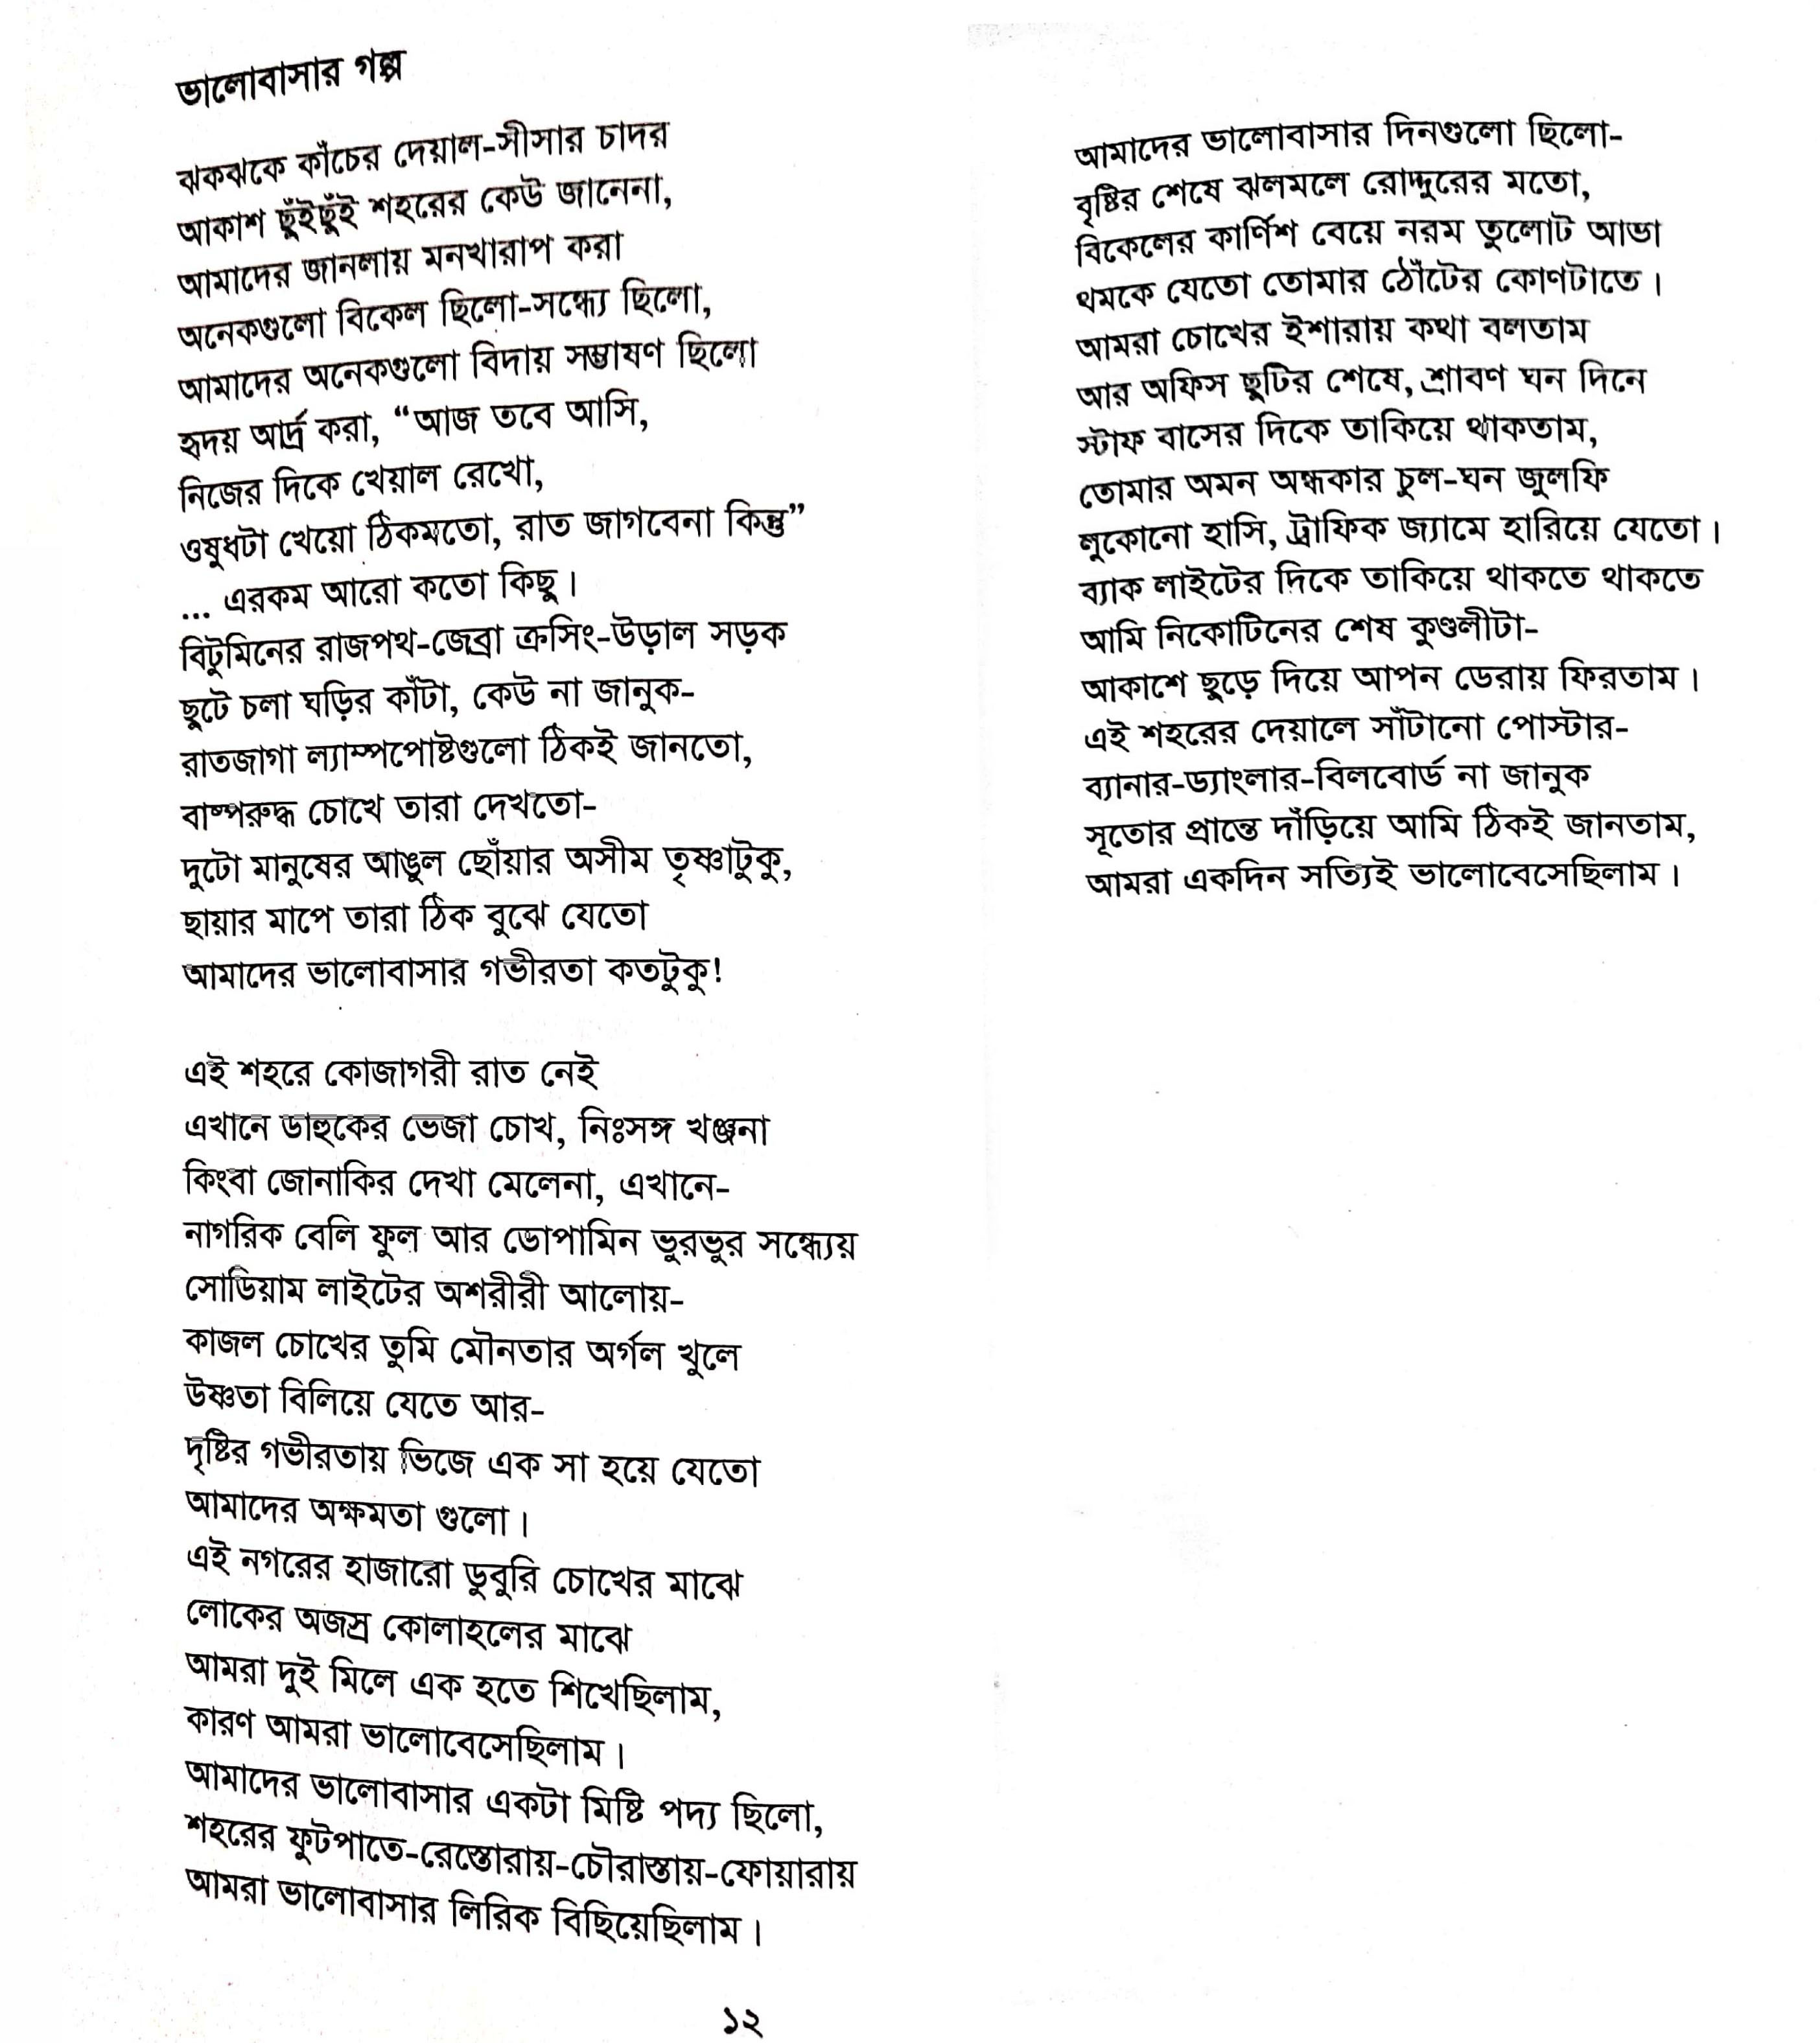 ভালোবাসার গল্প
ঝকঝকে কাঁচের দেয়াল-সীসার চাদর
আকাশ ছুঁইছুঁই শহরের কেউ জানেনা,
আমাদের জানলায় মনখারাপ করা
অনেকগুলো বিকেল ছিলো-সন্ধ্যে ছিলো,
আমাদের অনেকগুলো বিদায় সম্ভাষণ ছিলো
হৃদয় আর্দ্র করা, “আজ তবে আসি,
নিজের দিকে খেয়াল রেখো,
ওষুধটা খেয়ো ঠিকমতো, রাত জাগবেনা কিন্তু”
... এরকম আরো কতো কিছু।
বিটুমিনের রাজপথ-জেব্রা ক্রসিং-উড়াল সড়ক
ছুটে চলা ঘড়ির কাঁটা, কেউ না জানুক-
রাতজাগা ল্যাম্পপোষ্টগুলো ঠিকই জানতো,
বাষ্পরুদ্ধ চোখে তারা দেখতো-
দুটো মানুষের আঙুল ছোঁয়ার অসীম তৃষ্ণাটুকু,
ছায়ার মাপে তারা ঠিক বুঝে যেতো
আমাদের ভালোবাসার গভীরতা কতটুকু!
এই শহরে কোজাগরী রাত নেই
এখানে ডাহুকের ভেজা চোখ, নিঃসঙ্গ খঞ্জনা
কিংবা জোনাকির দেখা মেলেনা, এখানে-
নাগরিক বেলি ফুল আর ডোপামিন ভুরভুর সন্ধ্যেয়
সোডিয়াম লাইটের অশরীরী আলোয়-
কাজল চোখের তুমি মৌনতার অর্গল খুলে
উষ্ণতা বিলিয়ে যেতে আর-
দৃষ্টির গভীরতায় ভিজে এক সা হয়ে যেতো
আমাদের অক্ষমতা গুলো।
এই নগরের হাজারো ডুবুরি চোখের মাঝে
লোকের অজস্র কোলাহলের মাঝে
আমরা দুই মিলে এক হতে শিখেছিলাম,
কারণ আমরা ভালোবেসেছিলাম।
আমাদের ভালোবাসার একটা মিষ্টি পদ্য ছিলো,
শহরের ফুটপাতে-রেস্তোরায়-চৌরাস্তায়-ফোয়ারায়
আমরা ভালোবাসার লিরিক বিছিয়েছিলাম।
১২
আমাদের ভালোবাসার দিনগুলো ছিলো-
বৃষ্টির শেষে ঝলমলে রোদ্দুরের মতো,
বিকেলের কার্ণিশ বেয়ে নরম তুলোট আভা
থমকে যেতো তোমার ঠোঁটের কোণটাতে।
আমরা চোখের ইশারায় কথা বলতাম
আর অফিস ছুটির শেষে, শ্রাবণ ঘন দিনে
স্টাফ বাসের দিকে তাকিয়ে থাকতাম,
তোমার অমন অন্ধকার চুল-ঘন জুলফি
লুকোনো হাসি, ট্রাফিক জ্যামে হারিয়ে যেতো।
ব্যাক লাইটের দিকে তাকিয়ে থাকতে থাকতে
আমি নিকোটিনের শেষ কুণ্ডলীটা-
আকাশে ছুড়ে দিয়ে আপন ডেরায় ফিরতাম।
এই শহরের দেয়ালে সাঁটানো পোস্টার-
ব্যানার-ড্যাংলার-বিলবোর্ড না জানুক
সূতোর প্রান্তে দাঁড়িয়ে আমি ঠিকই জানতাম,
আমরা একদিন সত্যিই ভালোবেসেছিলাম।